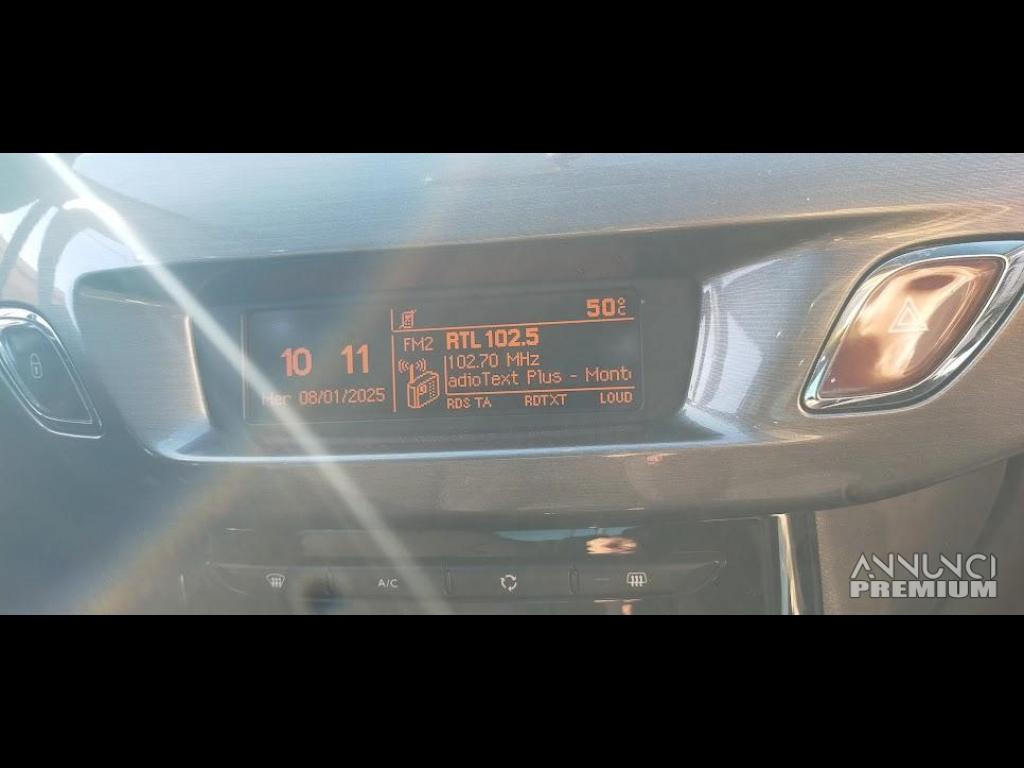 50°C
FM2 RTL 102.5
10 11
102.70 MHz
adioText Plus - Mont
Mer 08/01/2025
RDS TA RDTXT LOUD
A/C
ANNUNCI
PREMIUM